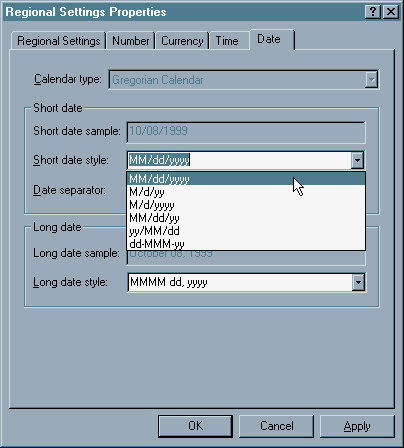 Regional Settings Properties
Regional Settings Number Currency Time Date
Calendar type: Gregorian Calendar
Short date
Short date sample: 10/08/1999
Short date style: MM/dd/yyyy
MM/dd/yyyy
M/d/yy
Date separator: M/d/yyyy
MM/dd/yy
yy/MM/dd
dd-MMM-yy
Long date
Long date sample: October 08, 1999
Long date style: MMMM dd, yyyy
OK Cancel Apply